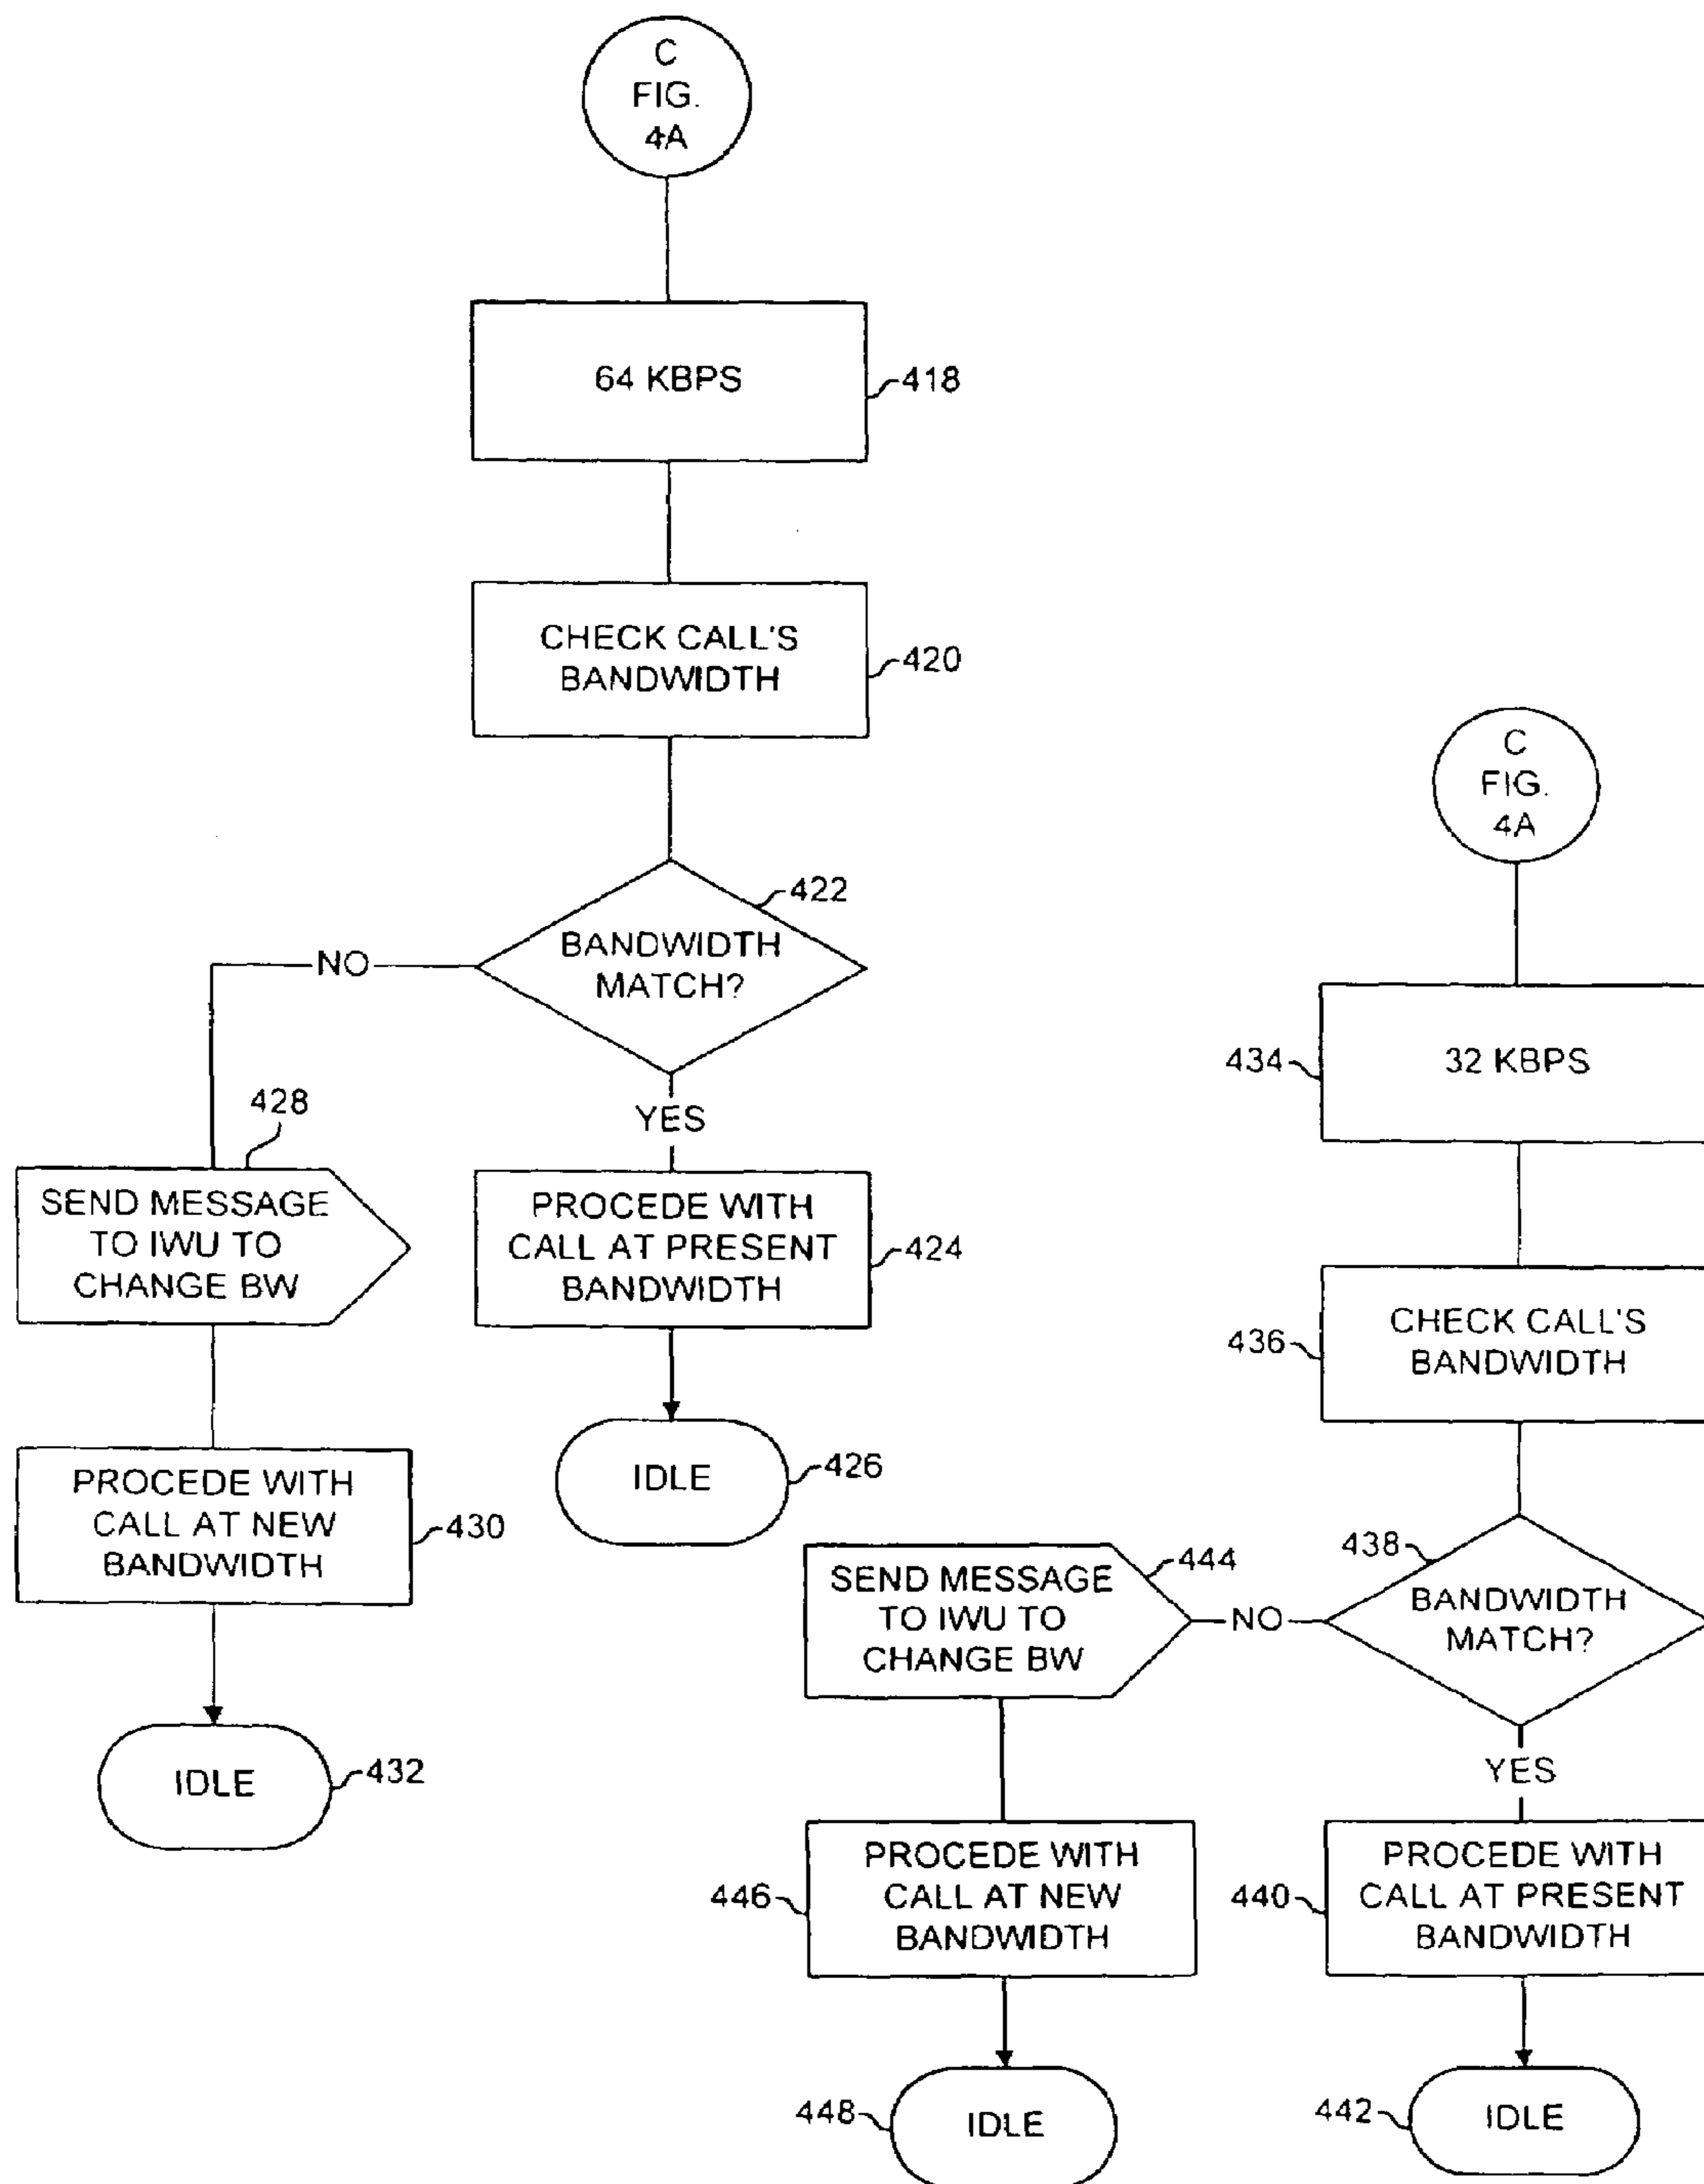 C
FIG.
4A
64 KBPS
418
CHECK CALL'S
BANDWIDTH
420
422
BANDWIDTH
MATCH?
NO
YES
428
SEND MESSAGE
TO IWU TO
CHANGE BW
PROCEDE WITH
CALL AT PRESENT
BANDWIDTH
424
IDLE
426
PROCEDE WITH
CALL AT NEW
BANDWIDTH
430
IDLE
432
C
FIG.
4A
434
32 KBPS
436
CHECK CALL'S
BANDWIDTH
438
BANDWIDTH
MATCH?
NO
YES
444
SEND MESSAGE
TO IWU TO
CHANGE BW
446
PROCEDE WITH
CALL AT NEW
BANDWIDTH
448
IDLE
440
PROCEDE WITH
CALL AT PRESENT
BANDWIDTH
442
IDLE